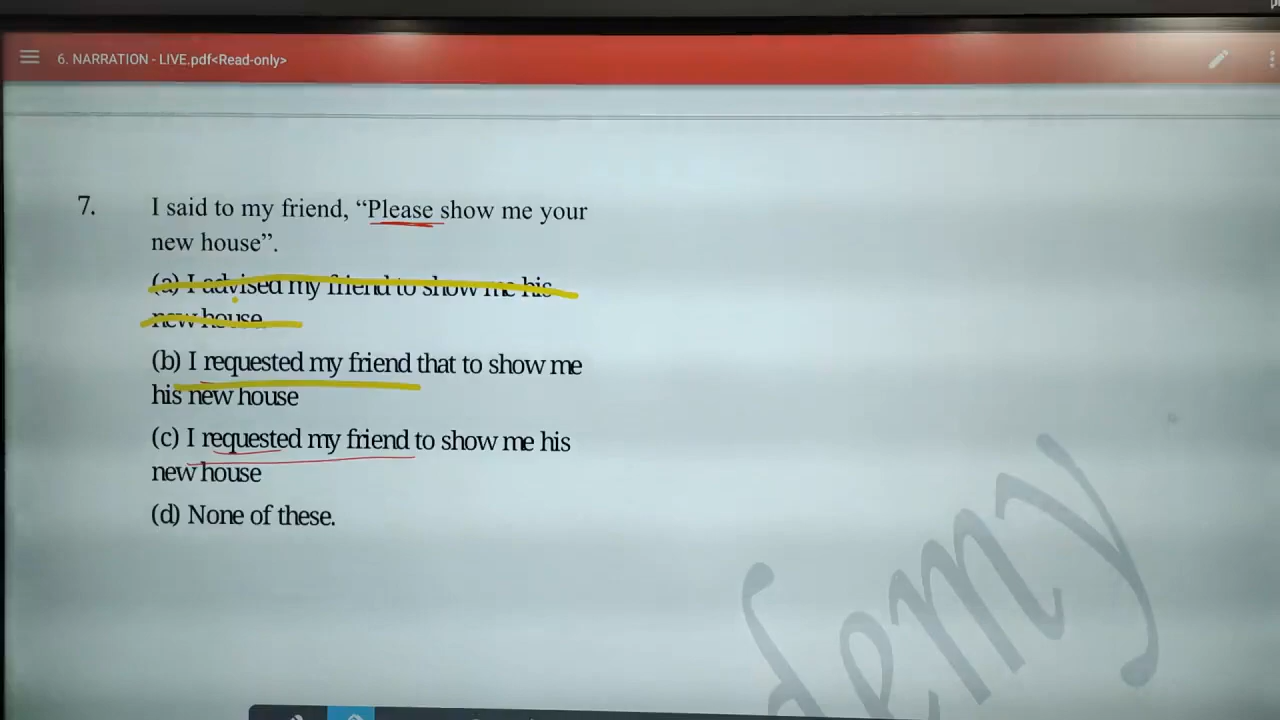 6. NARRATION - LIVE.pdf<Read-only>
7. I said to my friend, “Please show me your
new house”.
(a) I advised my friend to show me his
new house
(b) I requested my friend that to show me
his new house
(c) I requested my friend to show me his
new house
(d) None of these.
demy